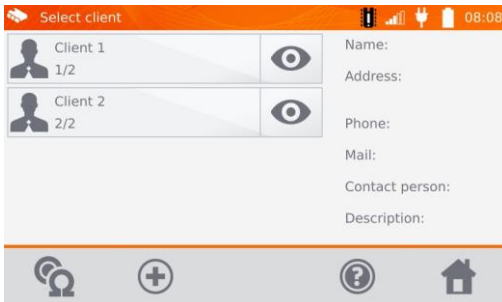 Select client
08:08
Client 1
1/2
Client 2
2/2
Name:
Address:
Phone:
Mail:
Contact person:
Description: